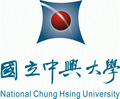 國立中興大學
National Chung Hsing University